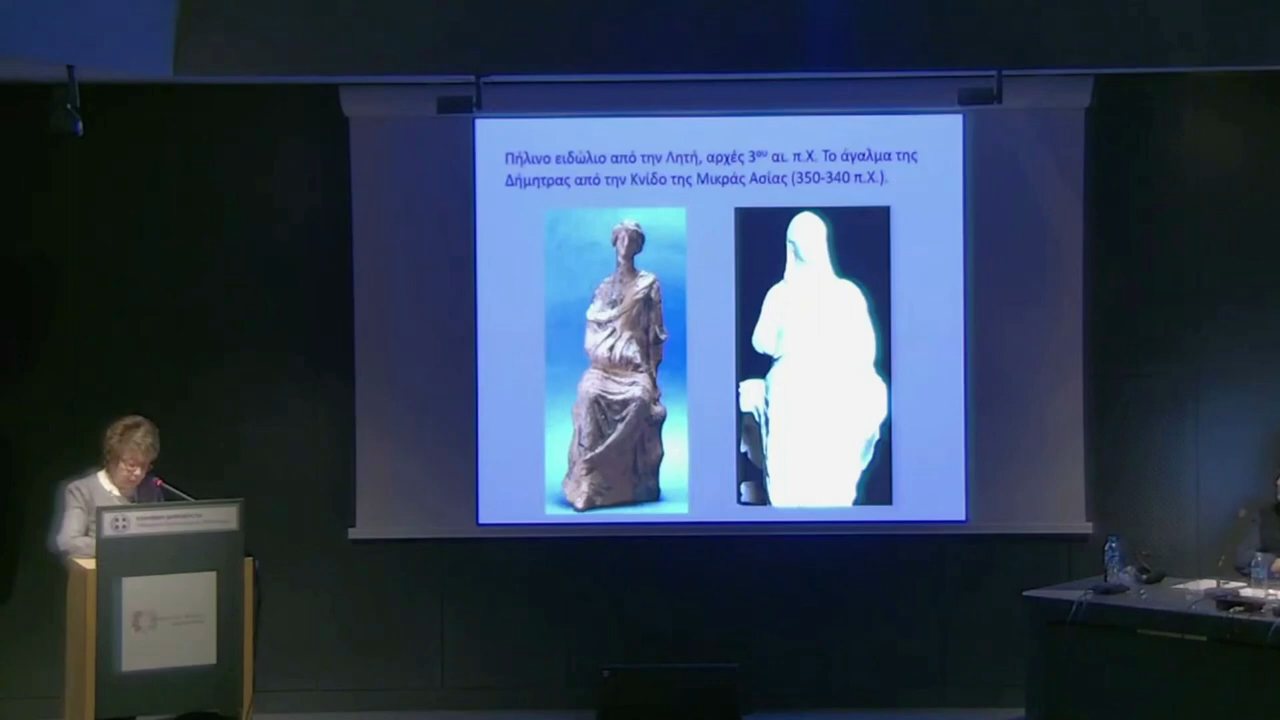 Πήλινο ειδώλιο από την Λητή, αρχές 3ου αι. π.Χ. Το άγαλμα της
Δήμητρας από την Κνίδο της Μικράς Ασίας (350-340 π.Χ.).